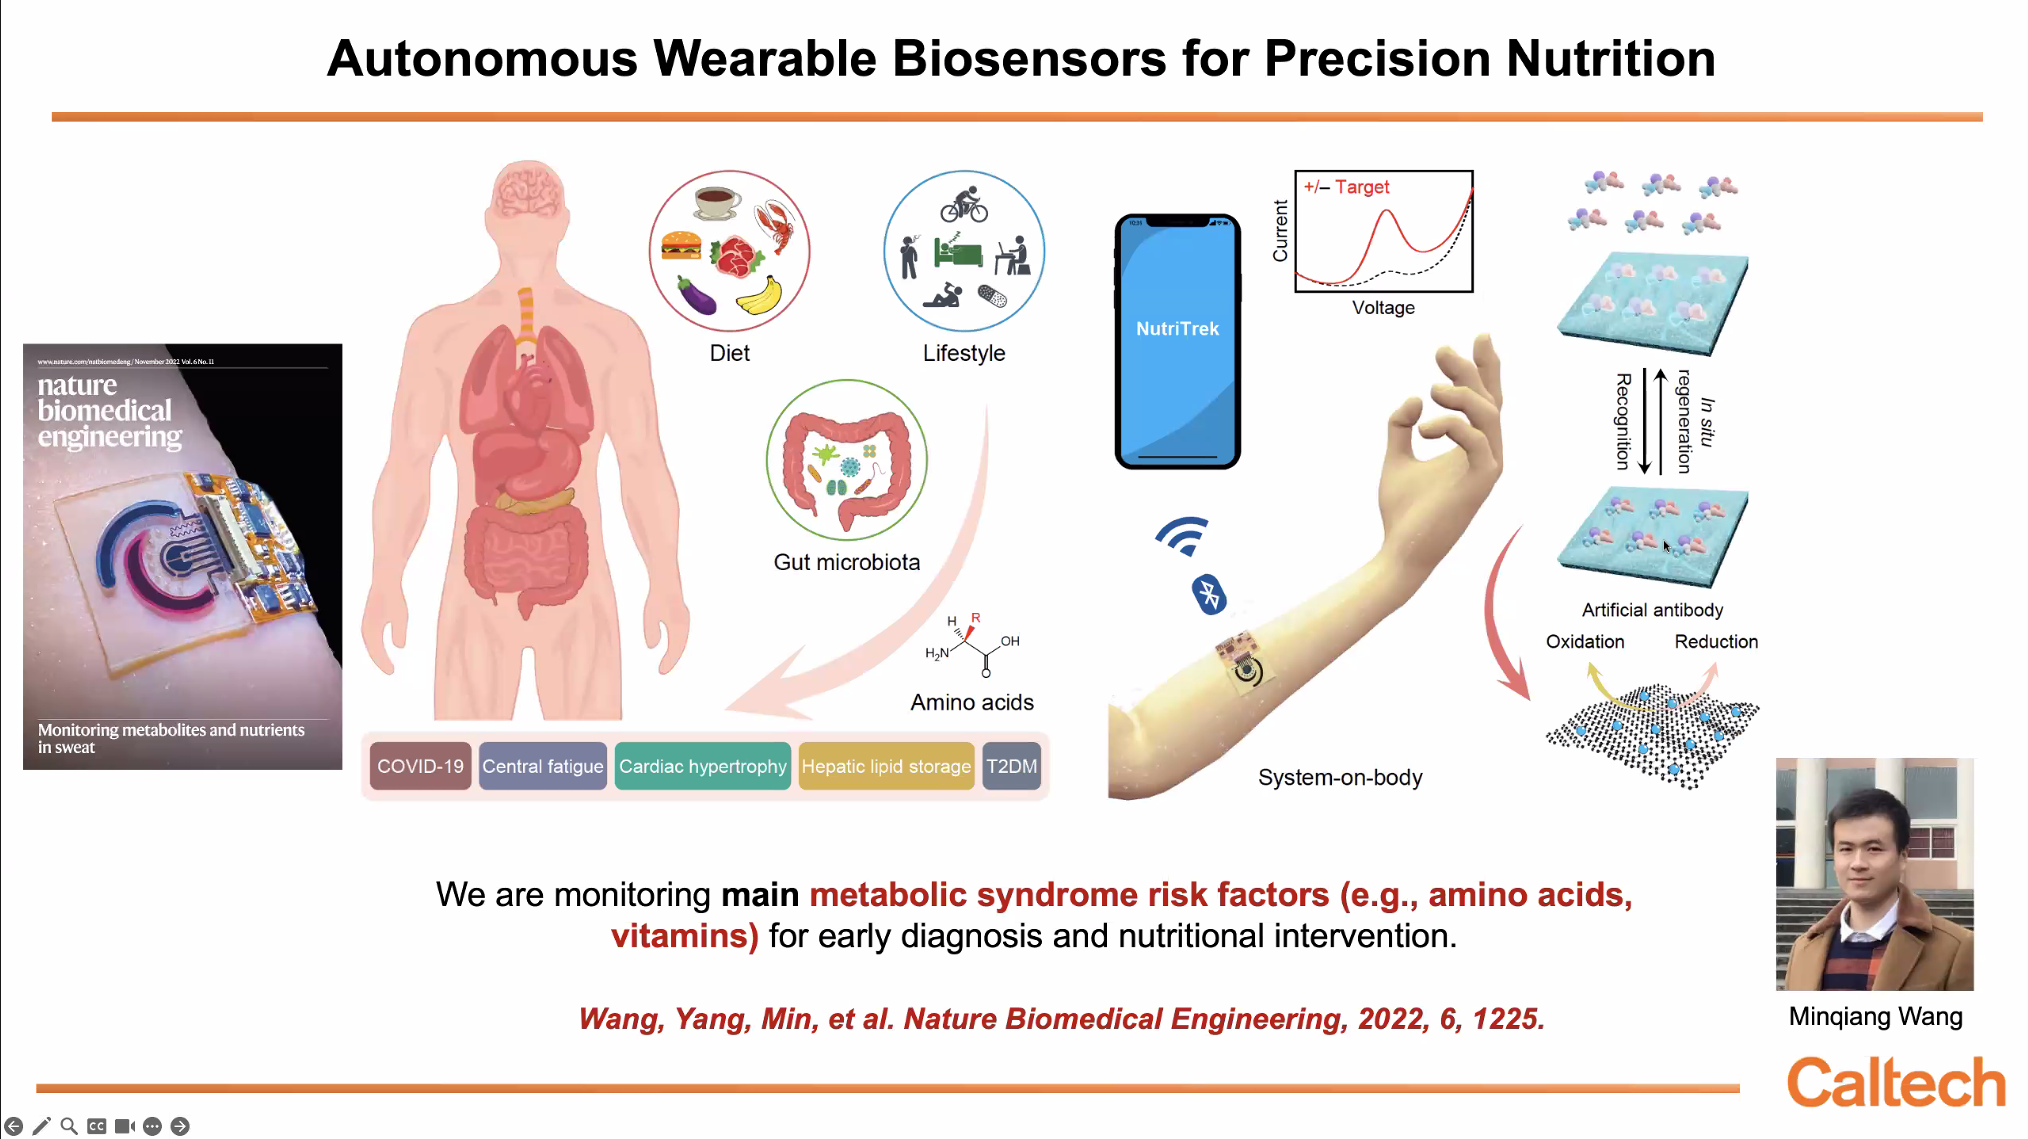 Autonomous Wearable Biosensors for Precision Nutrition
www.nature.com/natbiomedeng / November 2022 Vol. 6 No. 11
nature
biomedical
engineering
Monitoring metabolites and nutrients
in sweat
Diet
Lifestyle
Gut microbiota
H
R
H₂N
OH
O
Amino acids
COVID-19
Central fatigue
Cardiac hypertrophy
Hepatic lipid storage
T2DM
NutriTrek
+/– Target
Current
Voltage
System-on-body
Recognition
In situ
regeneration
Artificial antibody
Oxidation
Reduction
We are monitoring main metabolic syndrome risk factors (e.g., amino acids,
vitamins) for early diagnosis and nutritional intervention.
Wang, Yang, Min, et al. Nature Biomedical Engineering, 2022, 6, 1225.
Minqiang Wang
Caltech
CC